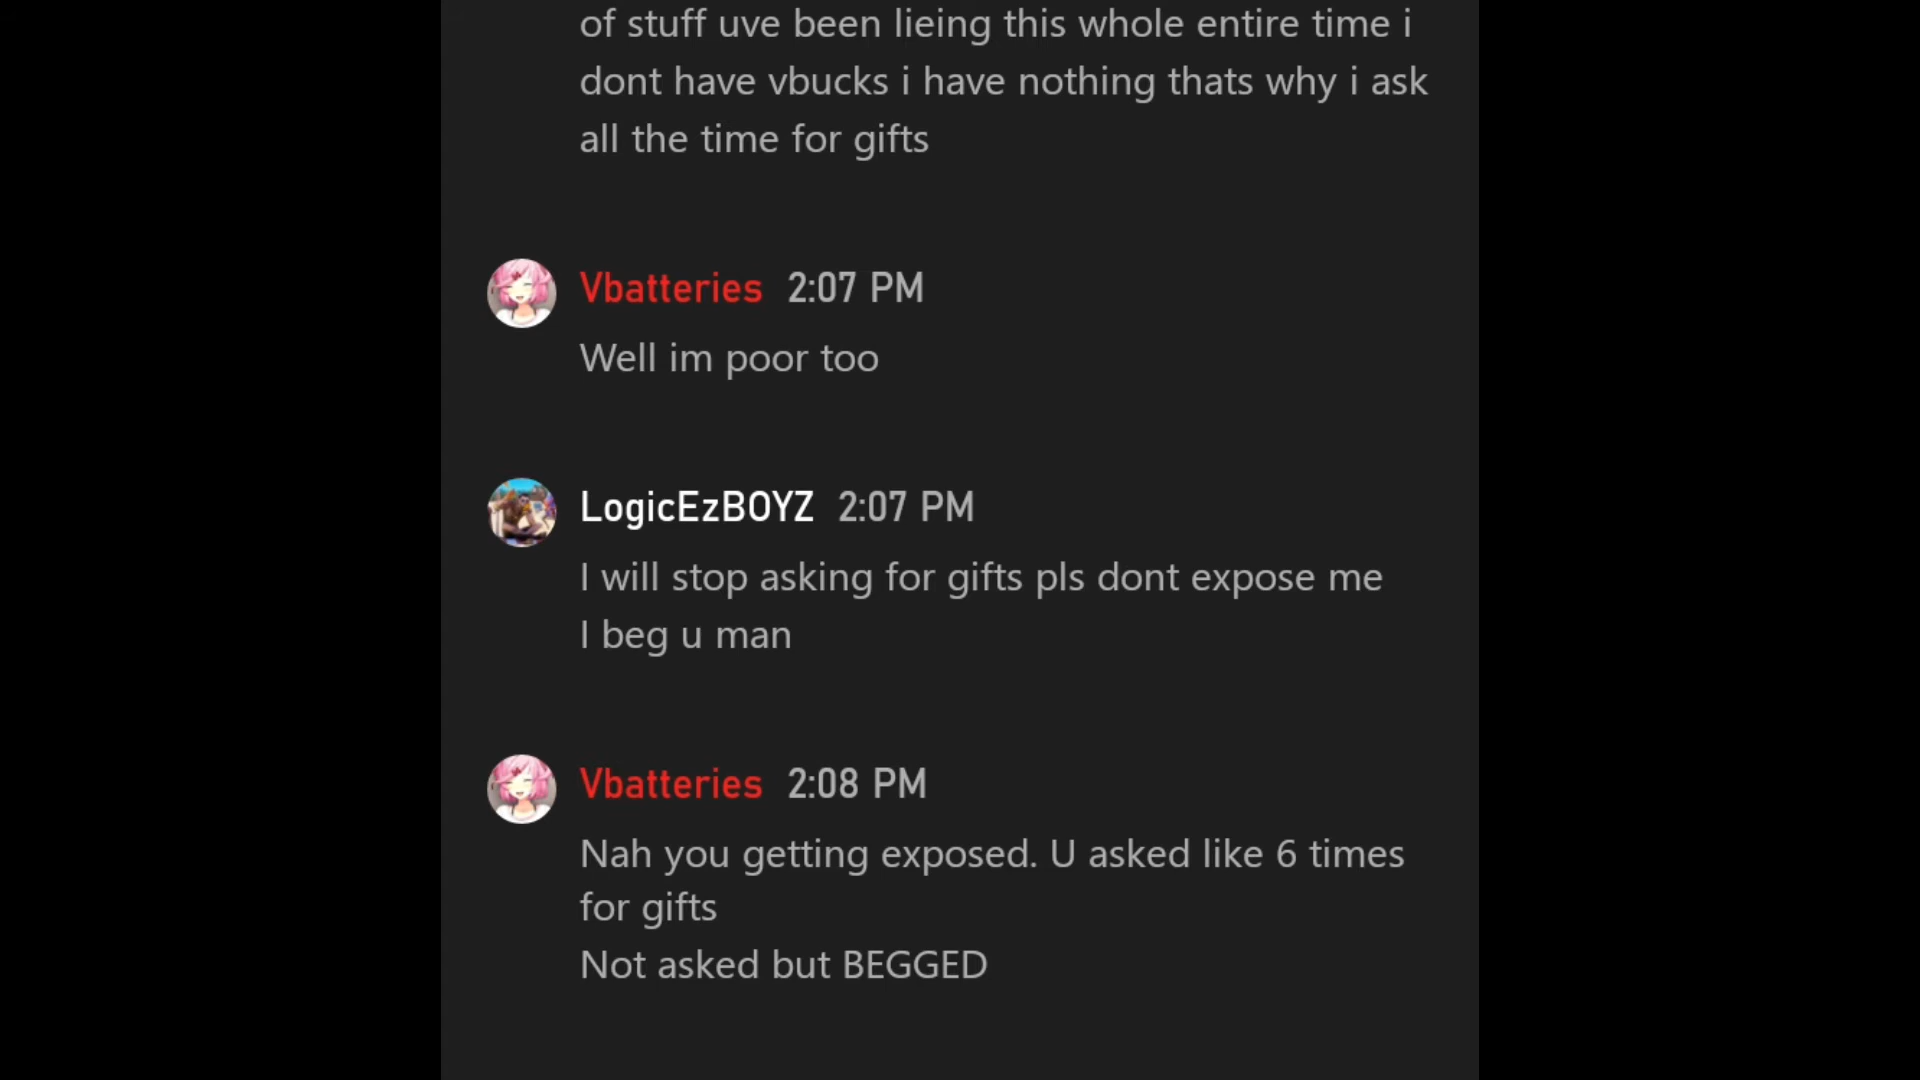 of stuff uve been lieing this whole entire time i
dont have vbucks i have nothing thats why i ask
all the time for gifts
Vbatteries 2:07 PM
Well im poor too
LogicEzBOYZ 2:07 PM
I will stop asking for gifts pls dont expose me
I beg u man
Vbatteries 2:08 PM
Nah you getting exposed. U asked like 6 times
for gifts
Not asked but BEGGED